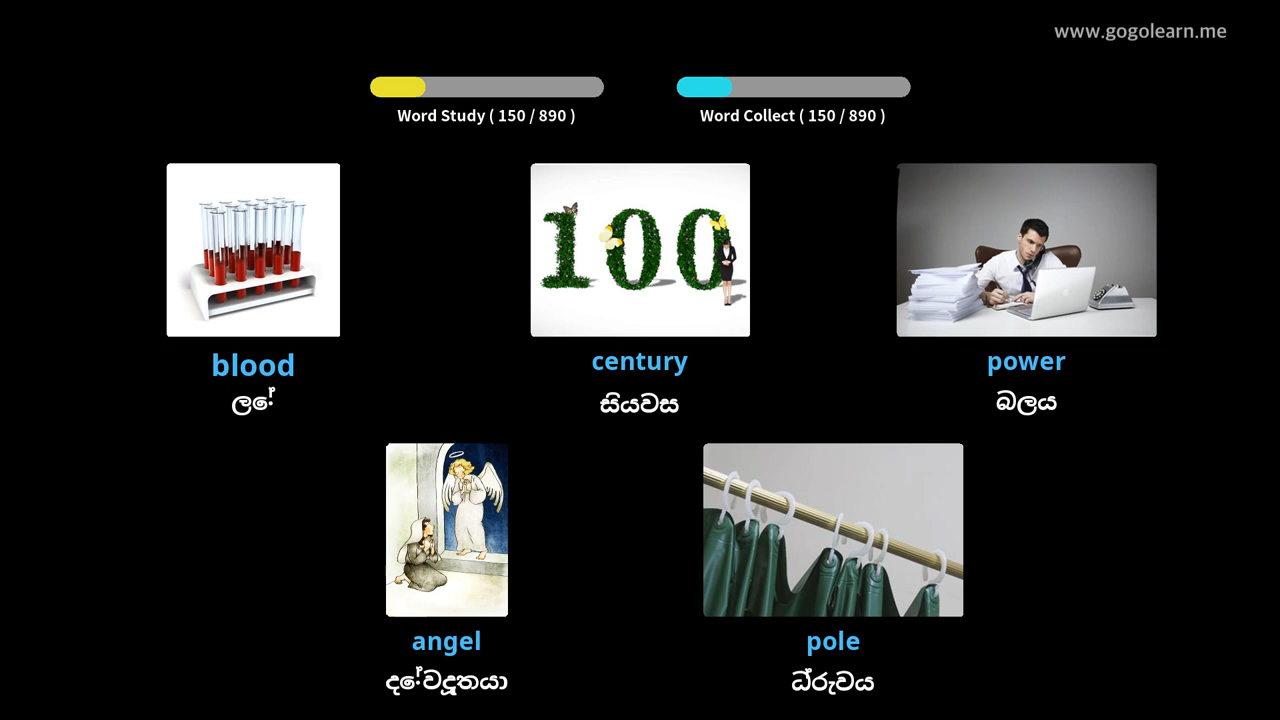 www.gogolearn.me
Word Study ( 150 / 890 )
Word Collect ( 150 / 890 )
blood
century
power
ලේ
සියවස
බලය
angel
pole
දේවදූතයා
ධ්රුවය